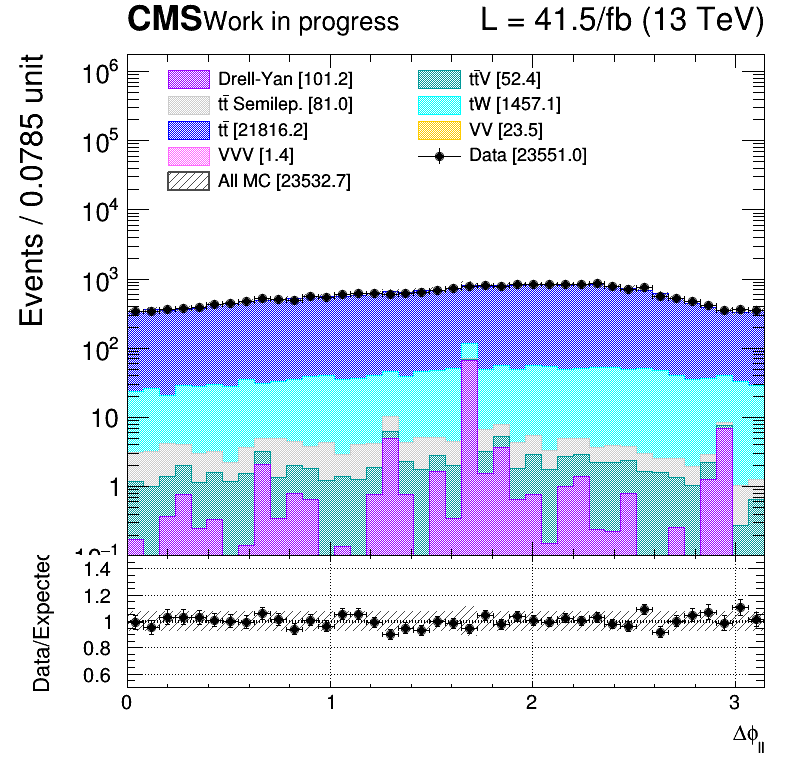 CMS Work in progress L = 41.5/fb (13 TeV)
Events / 0.0785 unit
10⁶
10⁵
10⁴
10³
10²
10
1
10⁻¹
Drell-Yan [101.2]
tt̄ Semilep. [81.0]
tt̄ [21816.2]
VVV [1.4]
All MC [23532.7]
tt̄V [52.4]
tW [1457.1]
VV [23.5]
Data [23551.0]
Data/Expected
1.4
1.2
1
0.8
0.6
0 1 2 3
Δϕ_ll